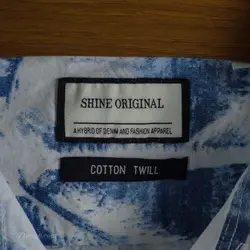 SHINE ORIGINAL
A HYBRID OF DENIM AND FASHION APPAREL
COTTON TWILL